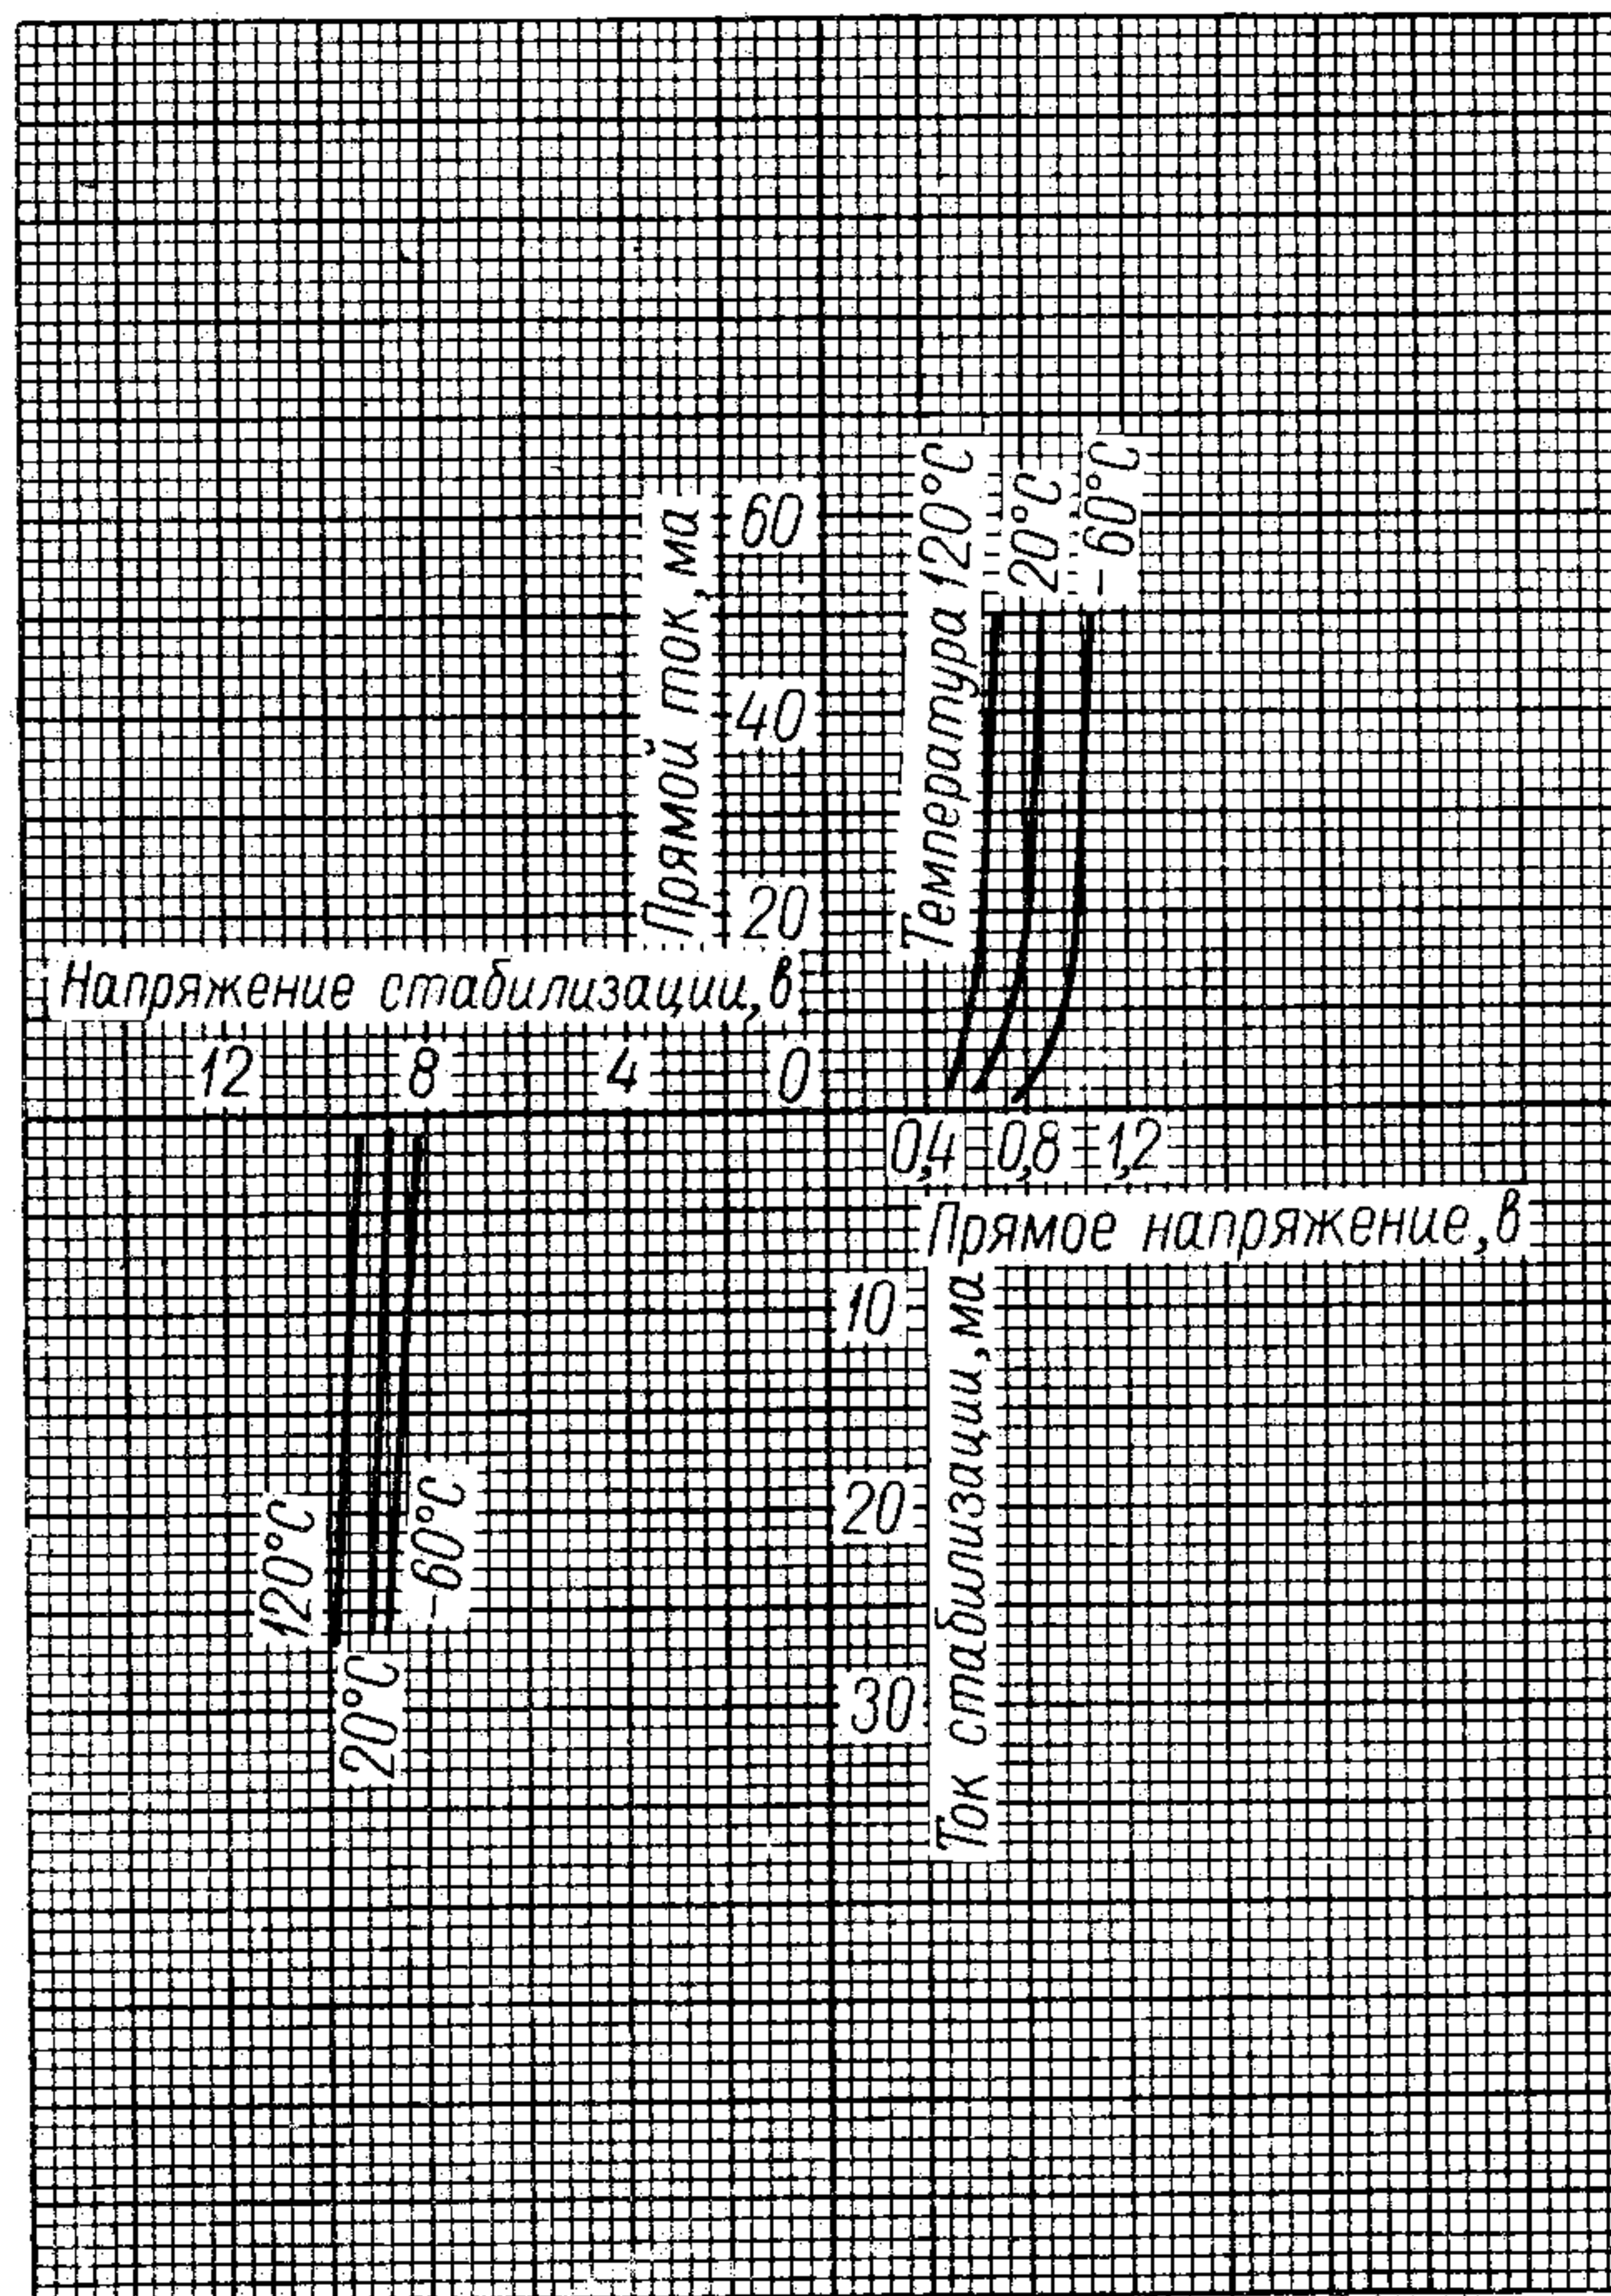 Прямой ток, ма
60
40
20
Температура 120°С
20°С
-60°С
Напряжение стабилизации, в
12 8 4 0
0,4 0,8 1,2
Прямое напряжение, в
10
20
30
Ток стабилизации, ма
120°С
20°С
-60°С